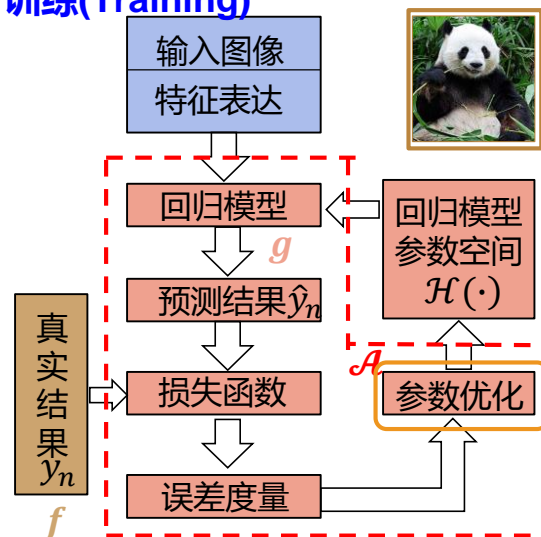 训练(Training)
输入图像
特征表达
回归模型
g
回归模型
参数空间
ℋ(·)
预测结果ŷₙ
真实结果
yₙ
f
损失函数
𝒜
参数优化
误差度量